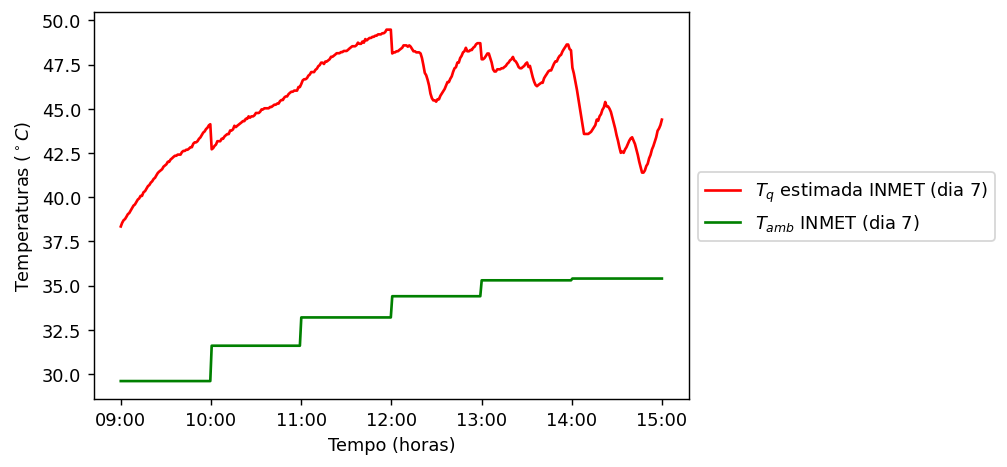 50.0
47.5
45.0
42.5
40.0
37.5
35.0
32.5
30.0
Temperaturas (°C)
09:00 10:00 11:00 12:00 13:00 14:00 15:00
Tempo (horas)
T_q estimada INMET (dia 7)
T_amb INMET (dia 7)